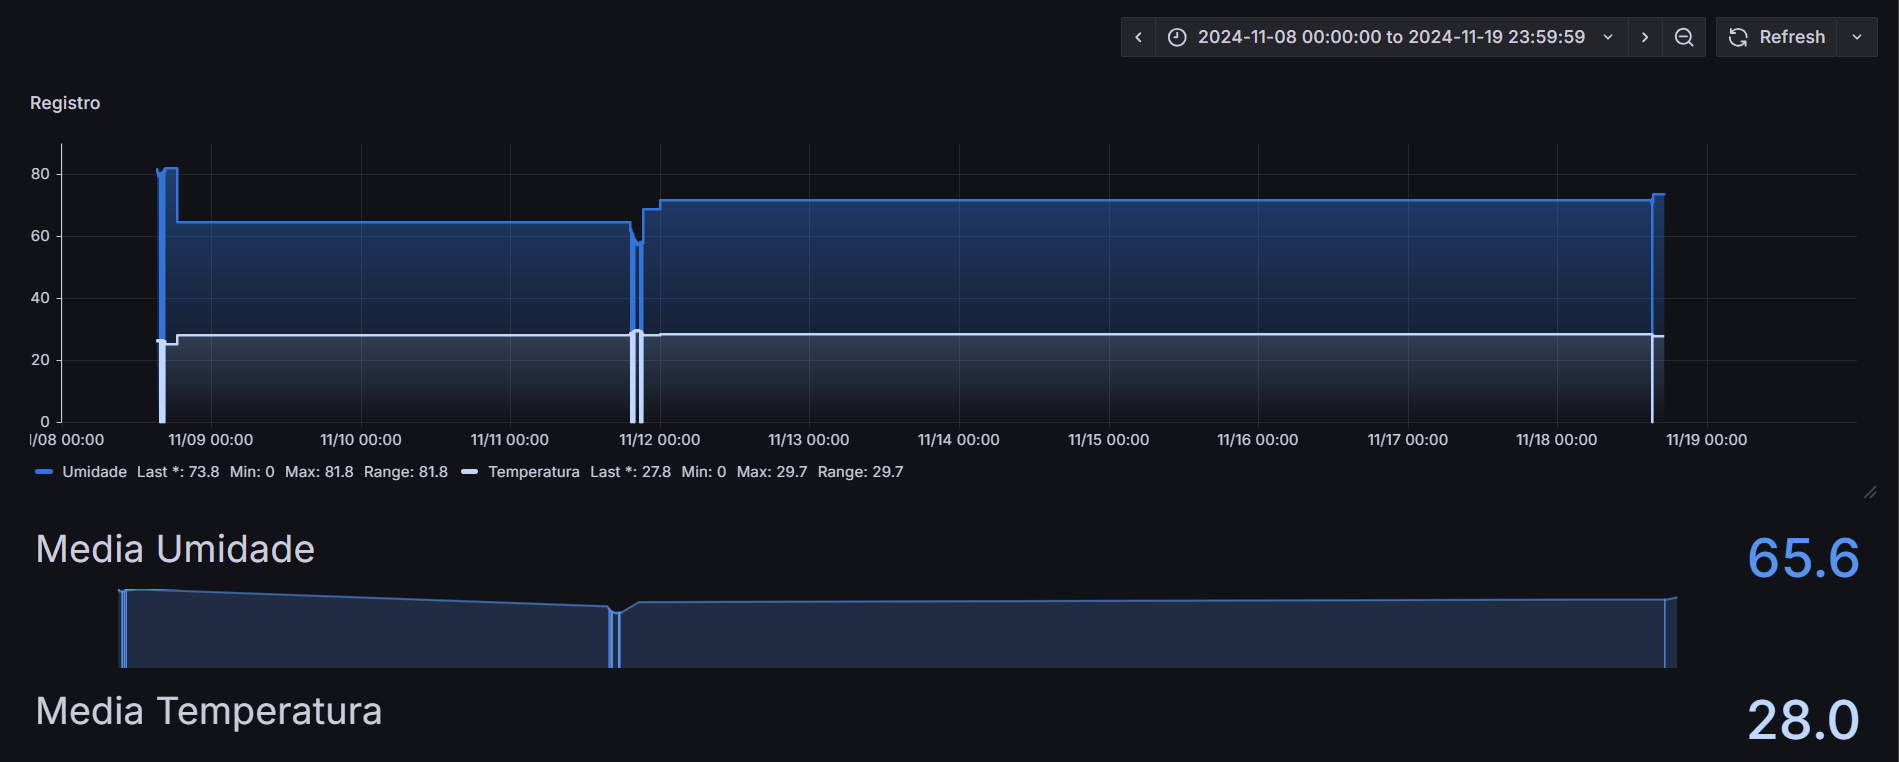 2024-11-08 00:00:00 to 2024-11-19 23:59:59
Refresh
Registro
80
60
40
20
0
/08 00:00 11/09 00:00 11/10 00:00 11/11 00:00 11/12 00:00 11/13 00:00 11/14 00:00 11/15 00:00 11/16 00:00 11/17 00:00 11/18 00:00 11/19 00:00
Umidade Last *: 73.8 Min: 0 Max: 81.8 Range: 81.8 Temperatura Last *: 27.8 Min: 0 Max: 29.7 Range: 29.7
Media Umidade 65.6
Media Temperatura 28.0